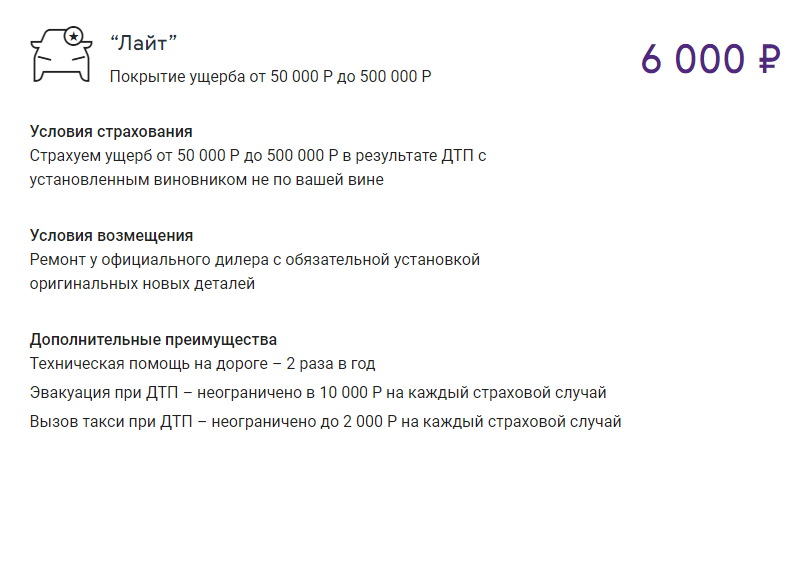 “Лайт”
6 000 ₽
Покрытие ущерба от 50 000 Р до 500 000 Р
Условия страхования
Страхуем ущерб от 50 000 Р до 500 000 Р в результате ДТП с
установленным виновником не по вашей вине
Условия возмещения
Ремонт у официального дилера с обязательной установкой
оригинальных новых деталей
Дополнительные преимущества
Техническая помощь на дороге – 2 раза в год
Эвакуация при ДТП – неограничено в 10 000 Р на каждый страховой случай
Вызов такси при ДТП – неограничено до 2 000 Р на каждый страховой случай